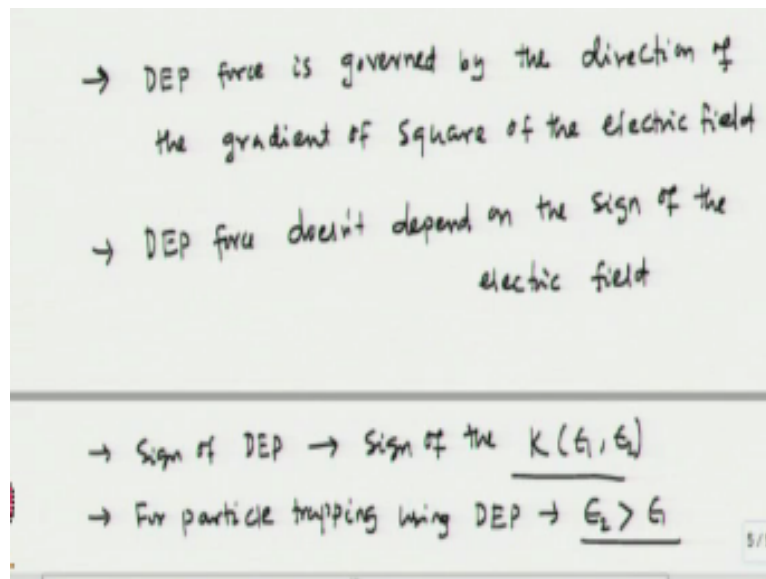 → DEP force is governed by the direction of
the gradient of square of the electric field
→ DEP force doesn't depend on the sign of the
electric field
→ Sign of DEP → Sign of the K(ϵ₁, ϵ₂)
→ For particle trapping using DEP → ϵ₂ > ϵ₁
5/